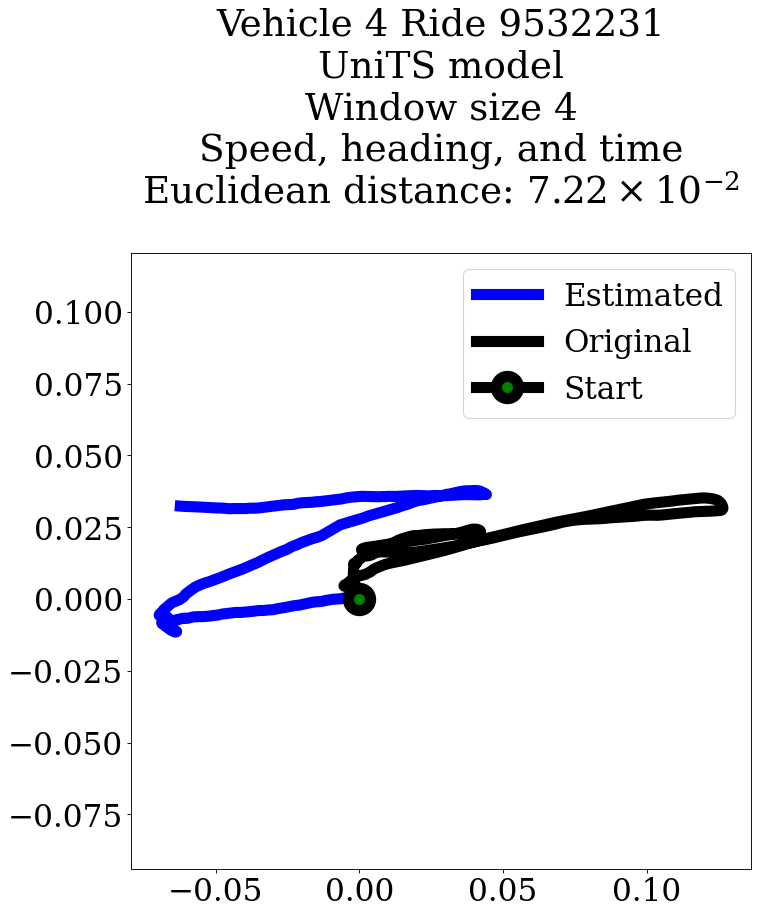 Vehicle 4 Ride 9532231
UniTS model
Window size 4
Speed, heading, and time
Euclidean distance: 7.22 × 10⁻²
Estimated
Original
Start
0.100
0.075
0.050
0.025
0.000
−0.025
−0.050
−0.075
−0.05 0.00 0.05 0.10